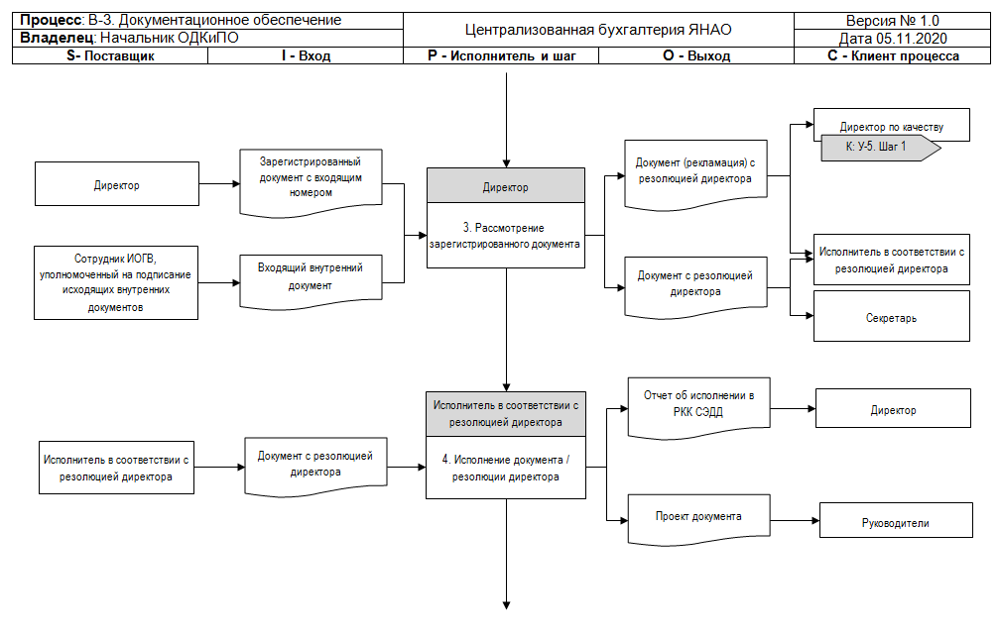 Процесс: В-3. Документационное обеспечение
Владелец: Начальник ОДКиПО
Централизованная бухгалтерия ЯНАО
Версия № 1.0
Дата 05.11.2020
S- Поставщик
I - Вход
P - Исполнитель и шаг
O - Выход
C - Клиент процесса
Директор
Зарегистрированный
документ с входящим
номером
Директор
3. Рассмотрение
зарегистрированного документа
Документ (рекламация) с
резолюцией директора
Директор по качеству
К: У-5. Шаг 1
Сотрудник ИОГВ,
уполномоченный на подписание
исходящих внутренних
документов
Входящий внутренний
документ
Документ с резолюцией
директора
Исполнитель в соответствии с
резолюцией директора
Секретарь
Исполнитель в соответствии с
резолюцией директора
Документ с резолюцией
директора
Исполнитель в соответствии с
резолюцией директора
4. Исполнение документа /
резолюции директора
Отчет об исполнении в
РКК СЭДД
Директор
Проект документа
Руководители